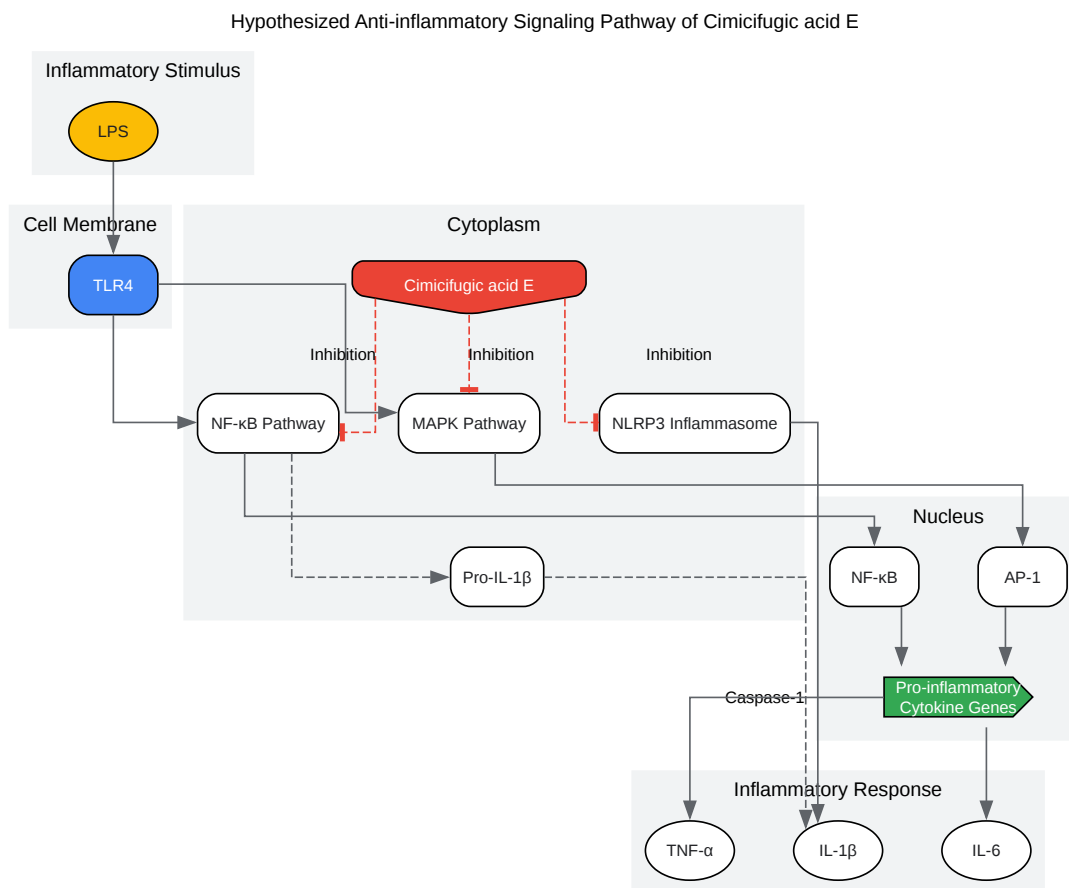 Hypothesized Anti-inflammatory Signaling Pathway of Cimicifugic acid E
Inflammatory Stimulus
LPS
Cell Membrane
Cytoplasm
TLR4
Cimicifugic acid E
Inhibition
Inhibition
Inhibition
NF-κB Pathway
MAPK Pathway
NLRP3 Inflammasome
Nucleus
Pro-IL-1β
NF-κB
AP-1
Pro-inflammatory
Cytokine Genes
Caspase-1
Inflammatory Response
TNF-α
IL-1β
IL-6